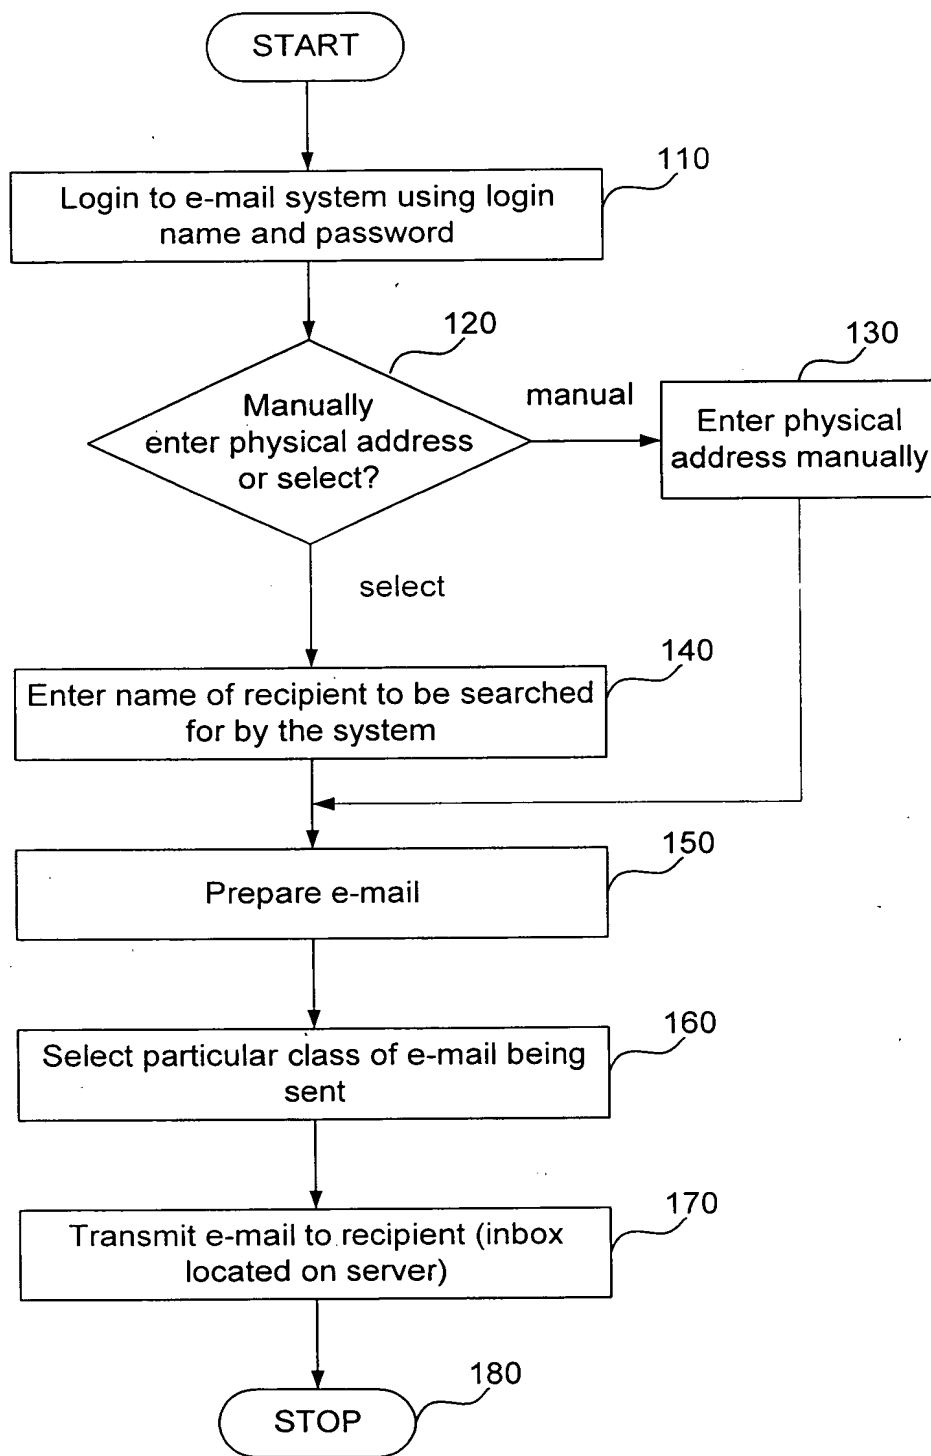 START
110
Login to e-mail system using login
name and password
120
Manually
enter physical address
or select?
manual
130
Enter physical
address manually
select
140
Enter name of recipient to be searched
for by the system
150
Prepare e-mail
160
Select particular class of e-mail being
sent
170
Transmit e-mail to recipient (inbox
located on server)
180
STOP